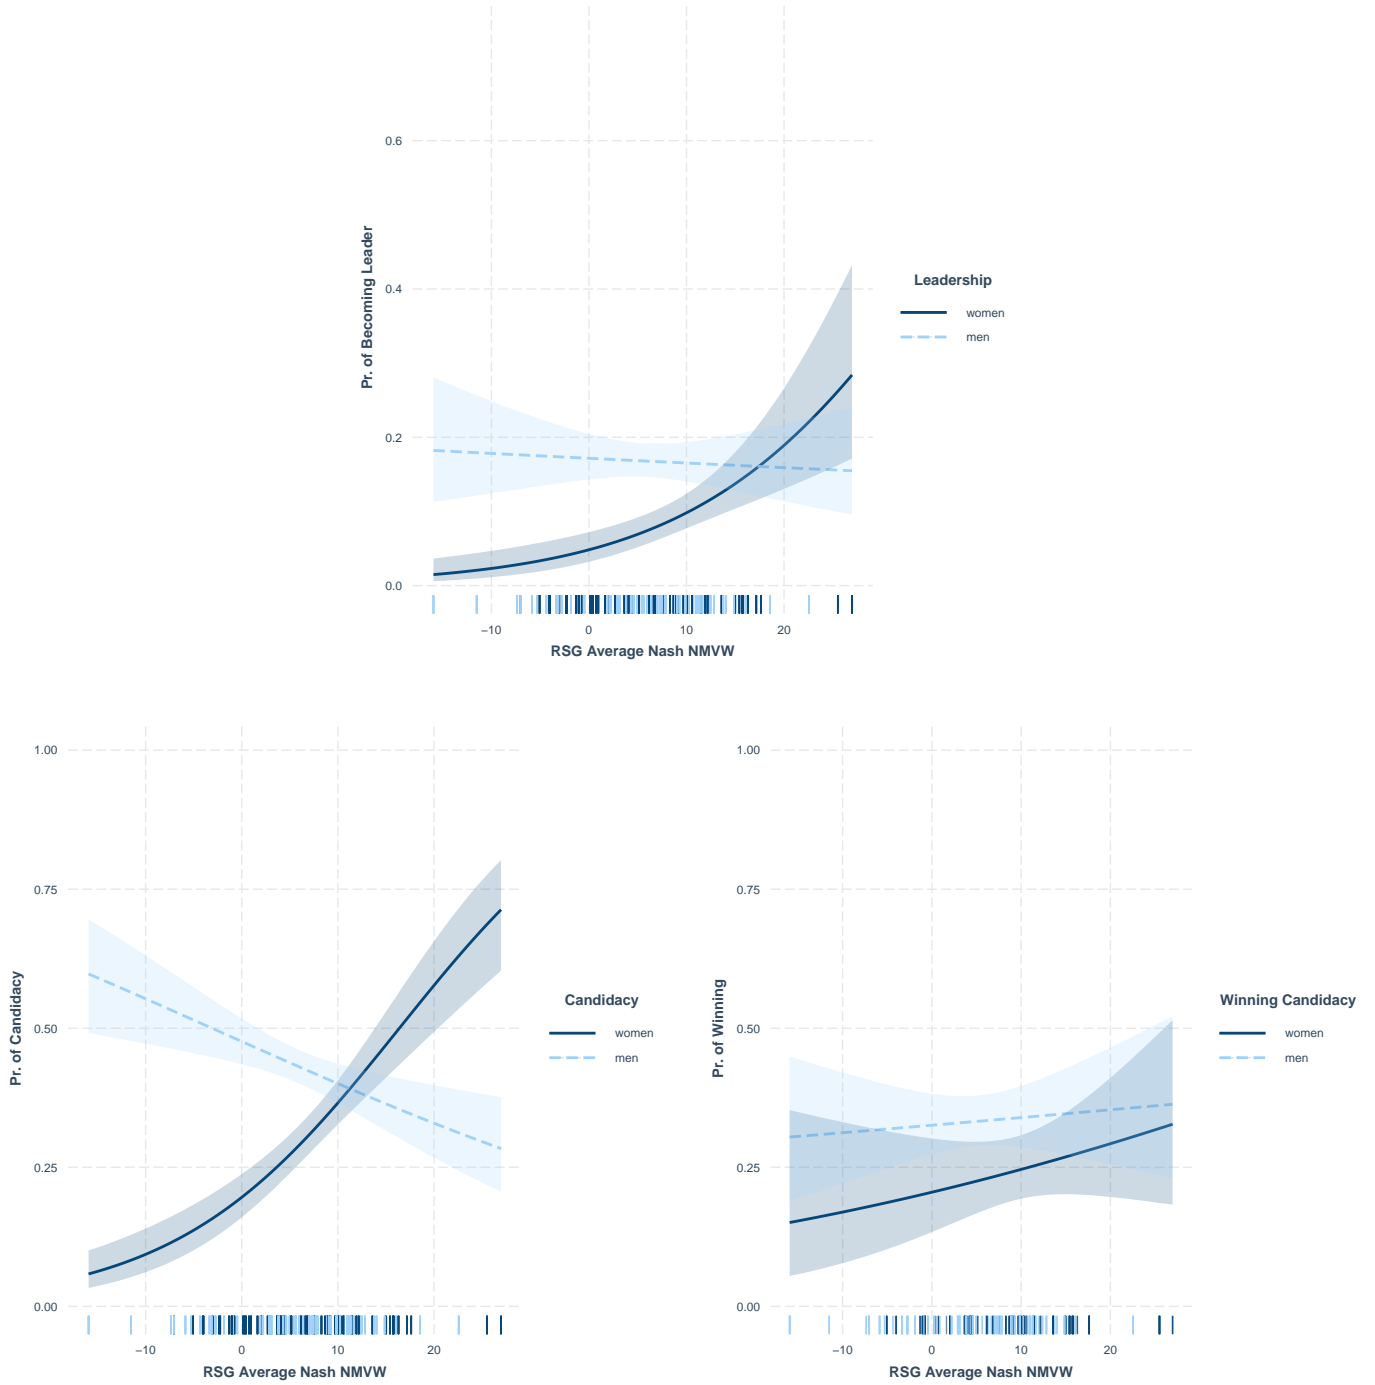 0.6
0.4
0.2
0.0
Pr. of Becoming Leader
−10 0 10 20
RSG Average Nash NMVW
Leadership
women
men
1.00
0.75
0.50
0.25
0.00
Pr. of Candidacy
−10 0 10 20
RSG Average Nash NMVW
Candidacy
women
men
1.00
0.75
0.50
0.25
0.00
Pr. of Winning
−10 0 10 20
RSG Average Nash NMVW
Winning Candidacy
women
men